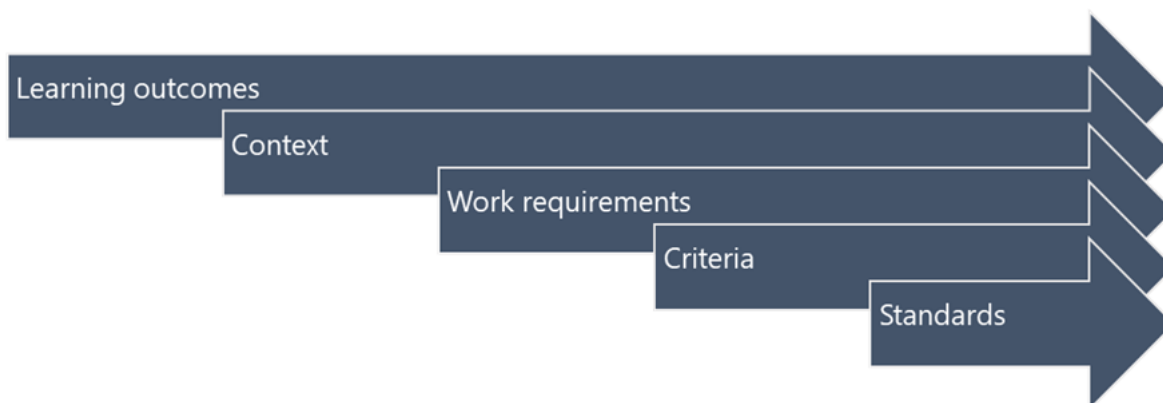 Learning outcomes
Context
Work requirements
Criteria
Standards